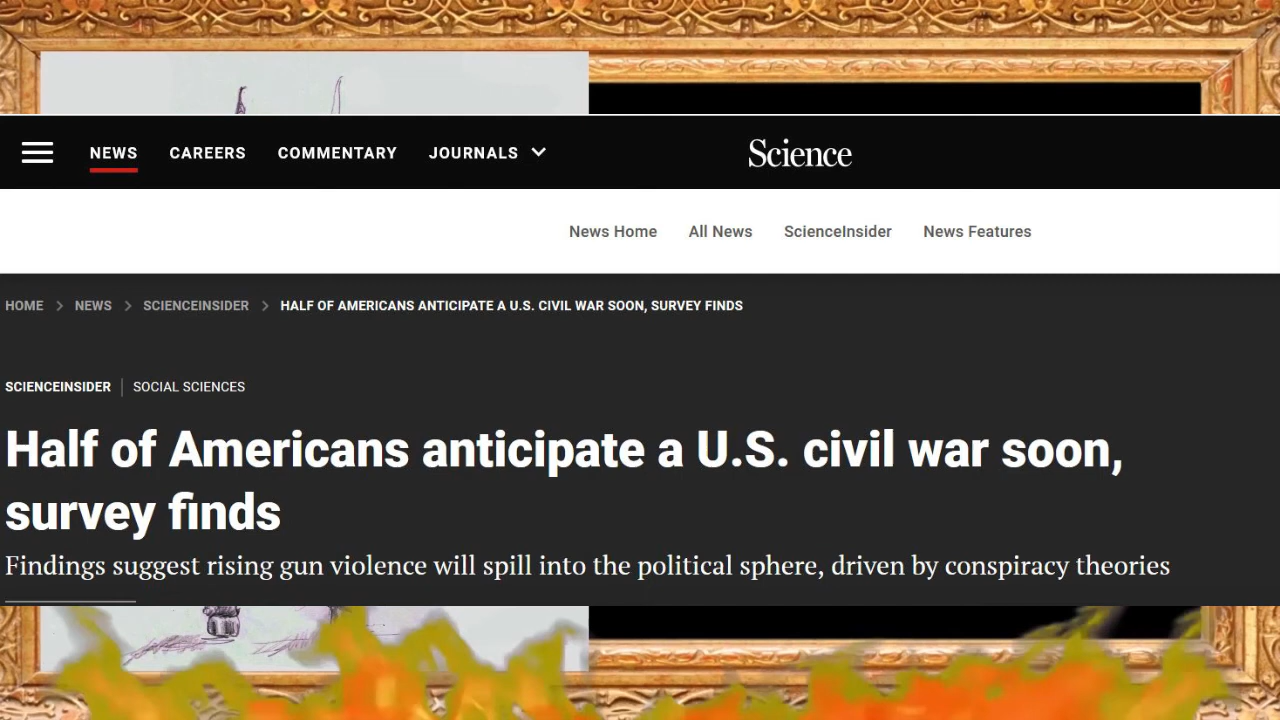 NEWS CAREERS COMMENTARY JOURNALS Science
News Home All News ScienceInsider News Features
HOME > NEWS > SCIENCEINSIDER > HALF OF AMERICANS ANTICIPATE A U.S. CIVIL WAR SOON, SURVEY FINDS
SCIENCEINSIDER | SOCIAL SCIENCES
Half of Americans anticipate a U.S. civil war soon,
survey finds
Findings suggest rising gun violence will spill into the political sphere, driven by conspiracy theories